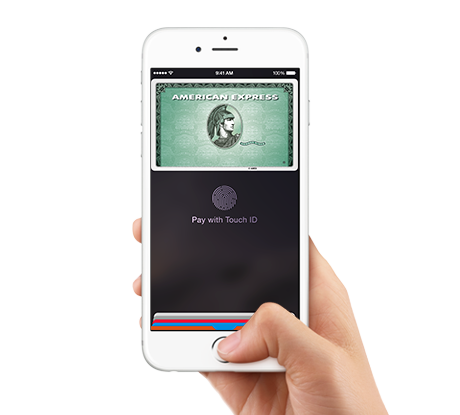 9:41 AM
100%
AMERICAN EXPRESS
Pay with Touch ID